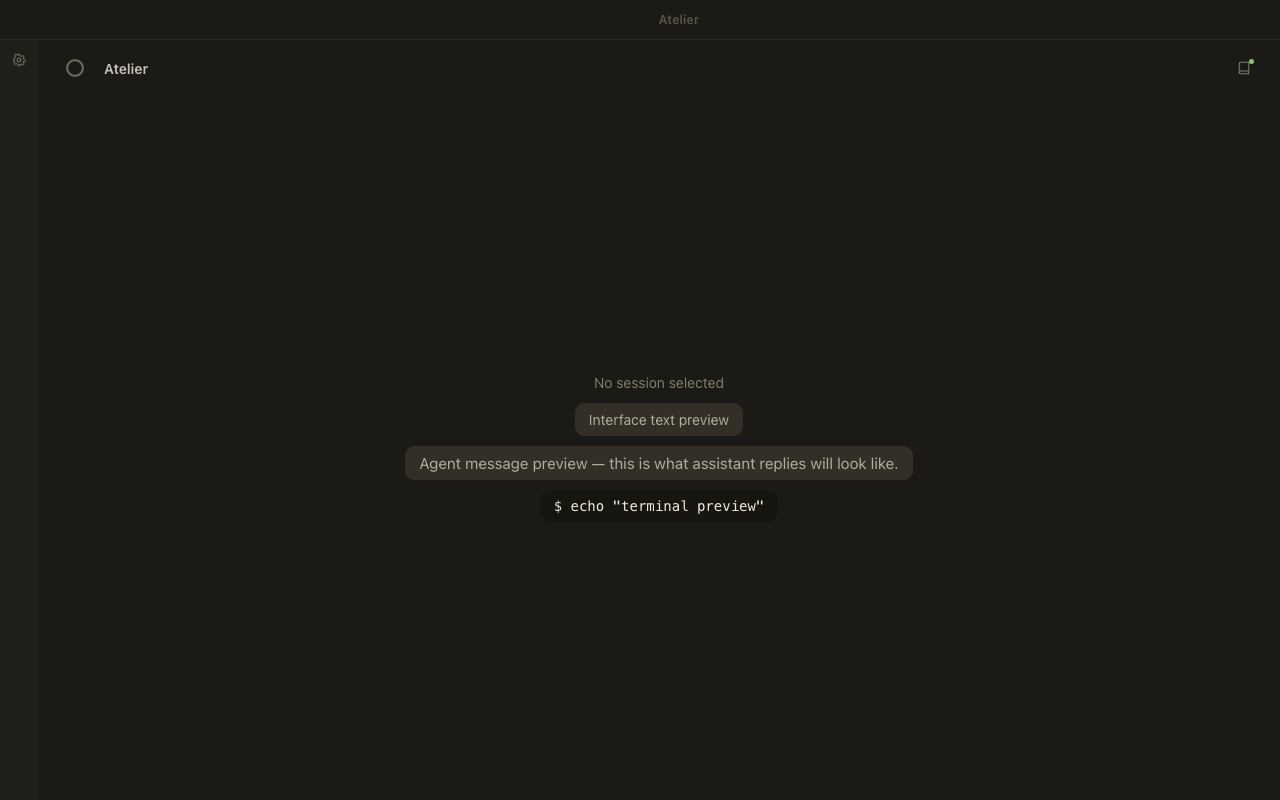 Atelier
Atelier
No session selected
Interface text preview
Agent message preview — this is what assistant replies will look like.
$ echo "terminal preview"